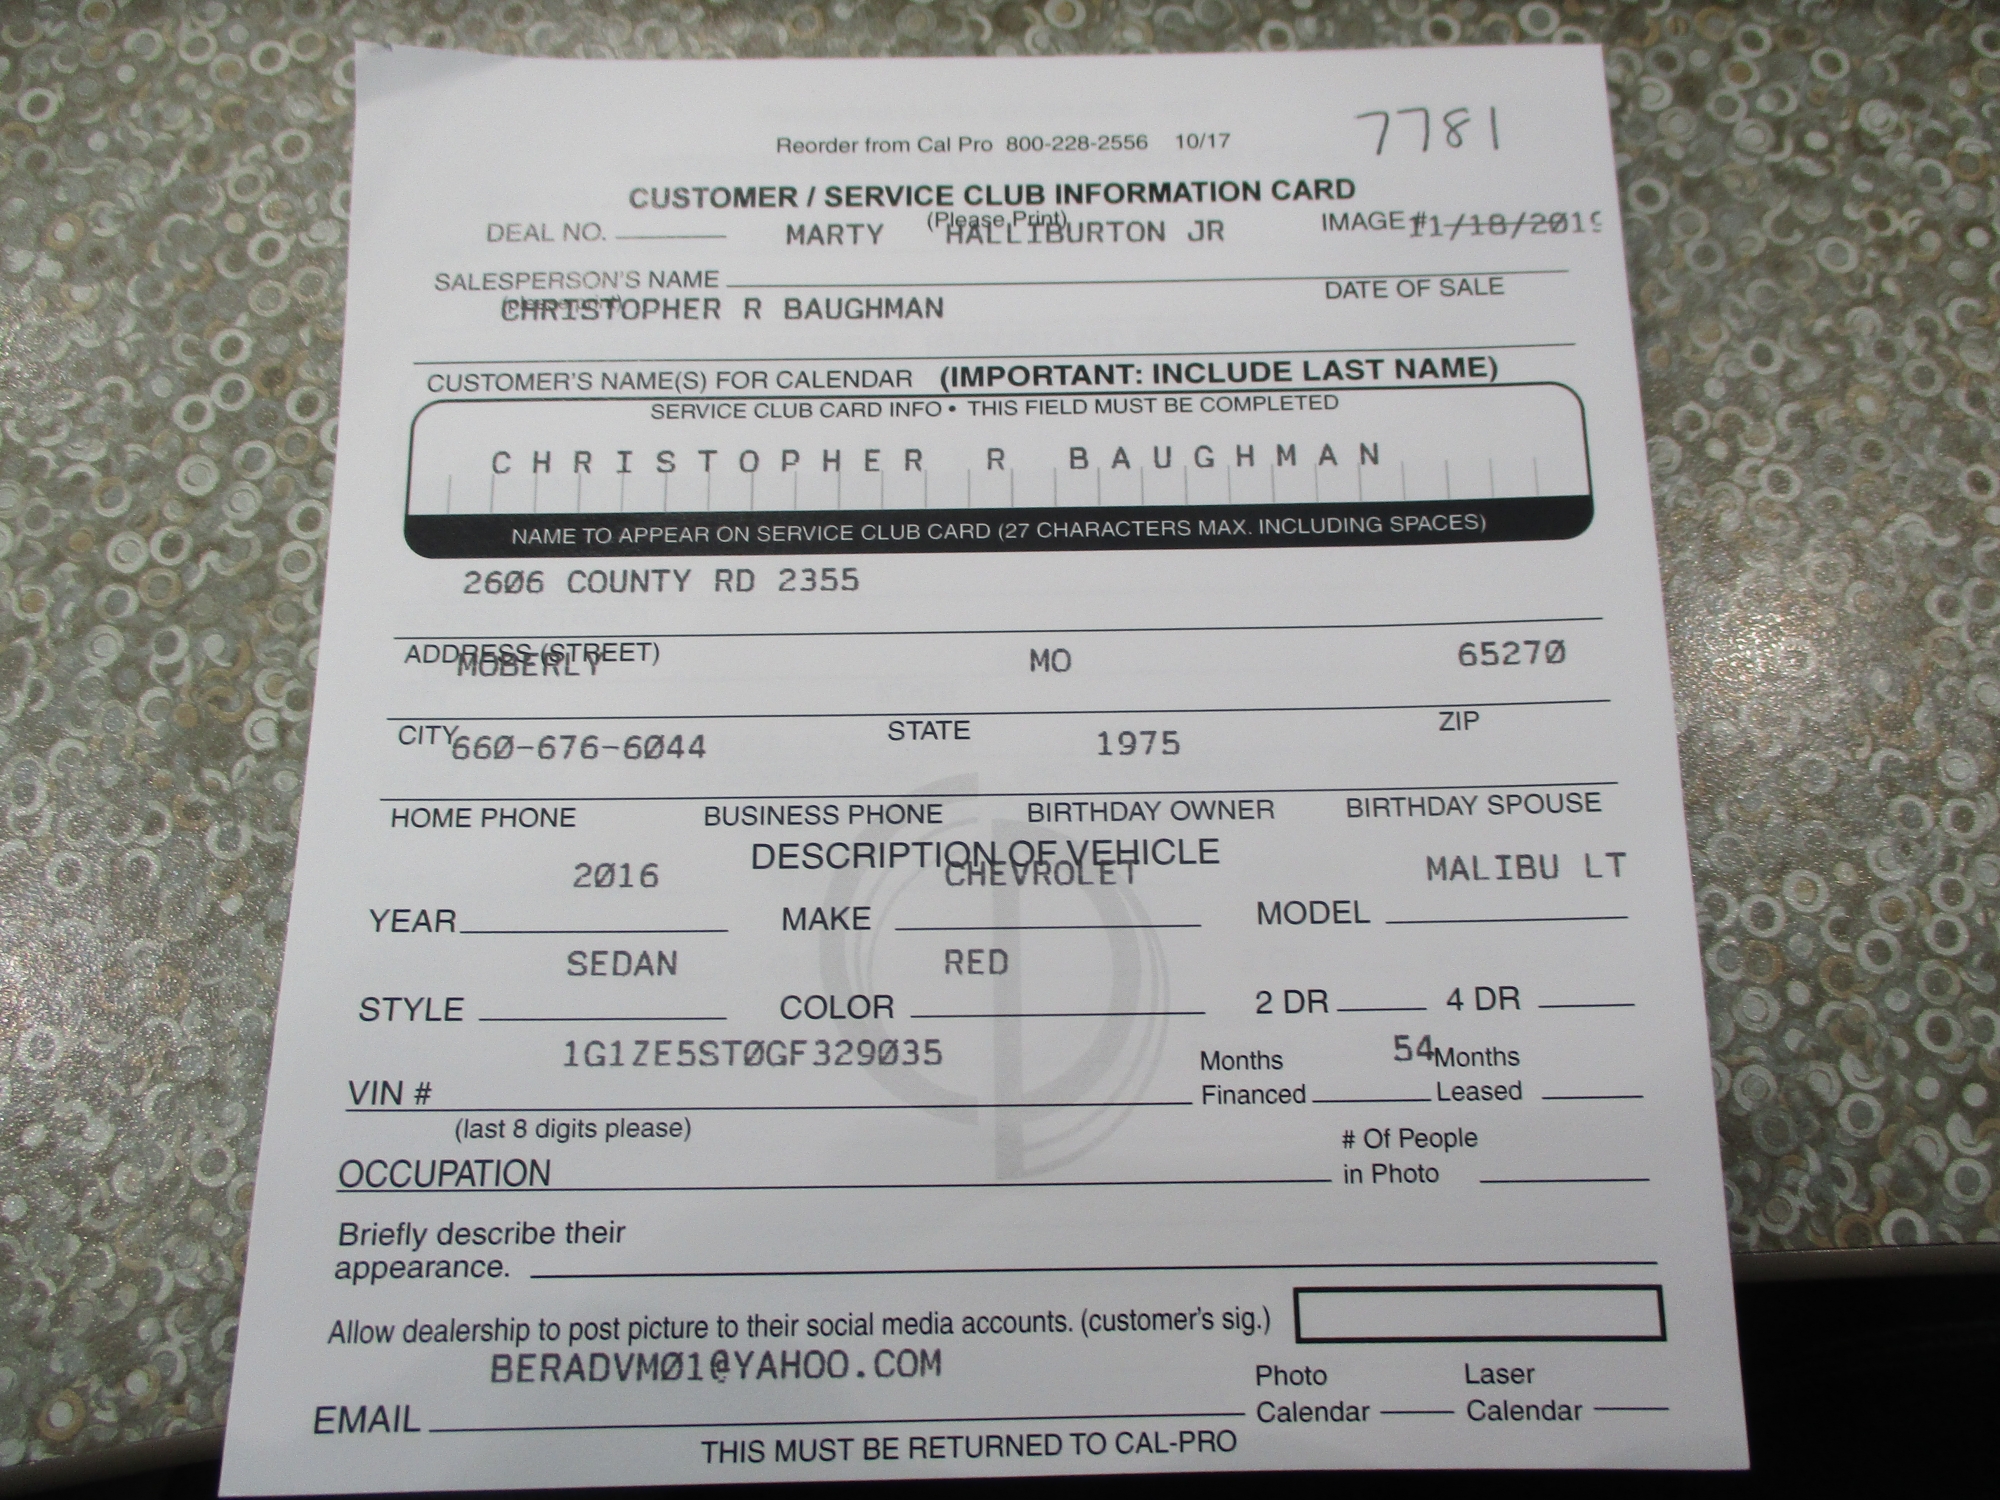 7781
Reorder from Cal Pro 800-228-2556 10/17
CUSTOMER / SERVICE CLUB INFORMATION CARD
(Please Print)
DEAL NO. MARTY HALLIBURTON JR IMAGE # 11/18/2019
SALESPERSON'S NAME DATE OF SALE
(please print)
CHRISTOPHER R BAUGHMAN
CUSTOMER'S NAME(S) FOR CALENDAR (IMPORTANT: INCLUDE LAST NAME)
SERVICE CLUB CARD INFO • THIS FIELD MUST BE COMPLETED
CHRISTOPHER R BAUGHMAN
NAME TO APPEAR ON SERVICE CLUB CARD (27 CHARACTERS MAX. INCLUDING SPACES)
2606 COUNTY RD 2355
ADDRESS (STREET)
MOBERLY MO 65270
CITY STATE ZIP
660-676-6044 1975
HOME PHONE BUSINESS PHONE BIRTHDAY OWNER BIRTHDAY SPOUSE
DESCRIPTION OF VEHICLE
2016 CHEVROLET MALIBU LT
YEAR MAKE MODEL
SEDAN RED
STYLE COLOR 2 DR 4 DR
1G1ZE5ST0GF329035 54
VIN # Months Financed Months Leased
(last 8 digits please)
OCCUPATION # Of People in Photo
Briefly describe their
appearance.
Allow dealership to post picture to their social media accounts. (customer's sig.)
BERADVM01@YAHOO.COM
EMAIL Photo Calendar Laser Calendar
THIS MUST BE RETURNED TO CAL-PRO